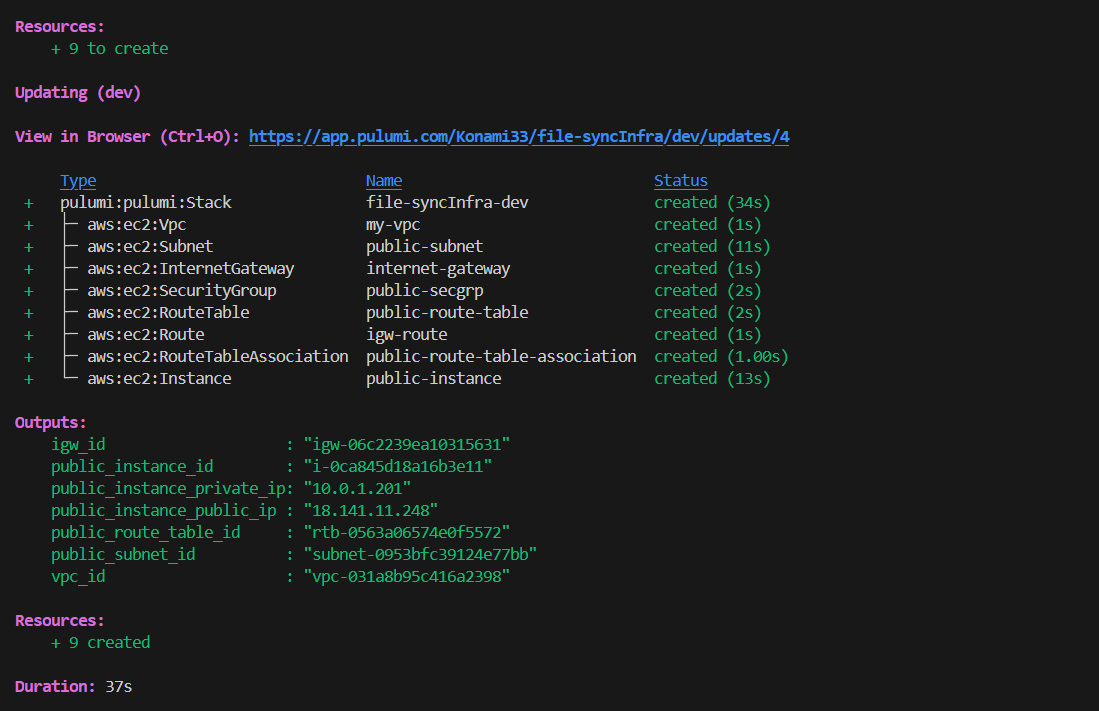 Resources:
    + 9 to create
Updating (dev)
View in Browser (Ctrl+O): https://app.pulumi.com/Konami33/file-syncInfra/dev/updates/4
     Type                              Name                            Status
 +   pulumi:pulumi:Stack               file-syncInfra-dev              created (34s)
 +   ├─ aws:ec2:Vpc                    my-vpc                          created (1s)
 +   ├─ aws:ec2:Subnet                 public-subnet                   created (11s)
 +   ├─ aws:ec2:InternetGateway        internet-gateway                created (1s)
 +   ├─ aws:ec2:SecurityGroup          public-secgrp                   created (2s)
 +   ├─ aws:ec2:RouteTable             public-route-table              created (2s)
 +   ├─ aws:ec2:Route                  igw-route                       created (1s)
 +   ├─ aws:ec2:RouteTableAssociation  public-route-table-association  created (1.00s)
 +   └─ aws:ec2:Instance               public-instance                 created (13s)
Outputs:
    igw_id                    : "igw-06c2239ea10315631"
    public_instance_id        : "i-0ca845d18a16b3e11"
    public_instance_private_ip: "10.0.1.201"
    public_instance_public_ip : "18.141.11.248"
    public_route_table_id     : "rtb-0563a06574e0f5572"
    public_subnet_id          : "subnet-0953bfc39124e77bb"
    vpc_id                    : "vpc-031a8b95c416a2398"
Resources:
    + 9 created
Duration: 37s